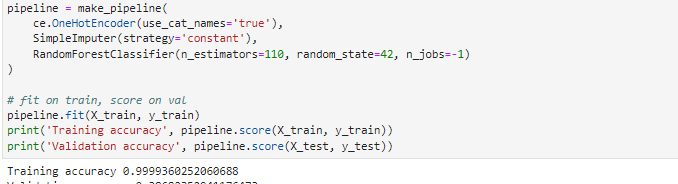 pipeline = make_pipeline(
    ce.OneHotEncoder(use_cat_names='true'),
    SimpleImputer(strategy='constant'),
    RandomForestClassifier(n_estimators=110, random_state=42, n_jobs=-1)
)
# fit on train, score on val
pipeline.fit(X_train, y_train)
print('Training accuracy', pipeline.score(X_train, y_train))
print('Validation accuracy', pipeline.score(X_test, y_test))
Training accuracy 0.9999360252060688